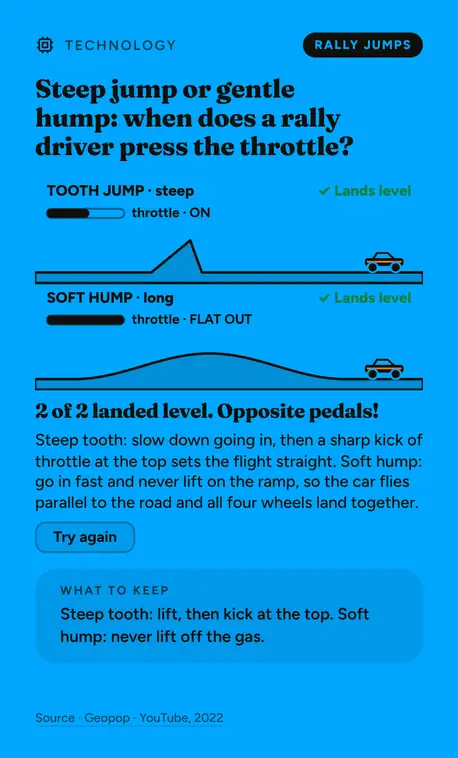 TECHNOLOGY
RALLY JUMPS
Steep jump or gentle
hump: when does a rally
driver press the throttle?
TOOTH JUMP · steep
✓ Lands level
throttle · ON
SOFT HUMP · long
✓ Lands level
throttle · FLAT OUT
2 of 2 landed level. Opposite pedals!
Steep tooth: slow down going in, then a sharp kick of
throttle at the top sets the flight straight. Soft hump:
go in fast and never lift on the ramp, so the car flies
parallel to the road and all four wheels land together.
Try again
WHAT TO KEEP
Steep tooth: lift, then kick at the top. Soft
hump: never lift off the gas.
Source · Geopop · YouTube, 2022